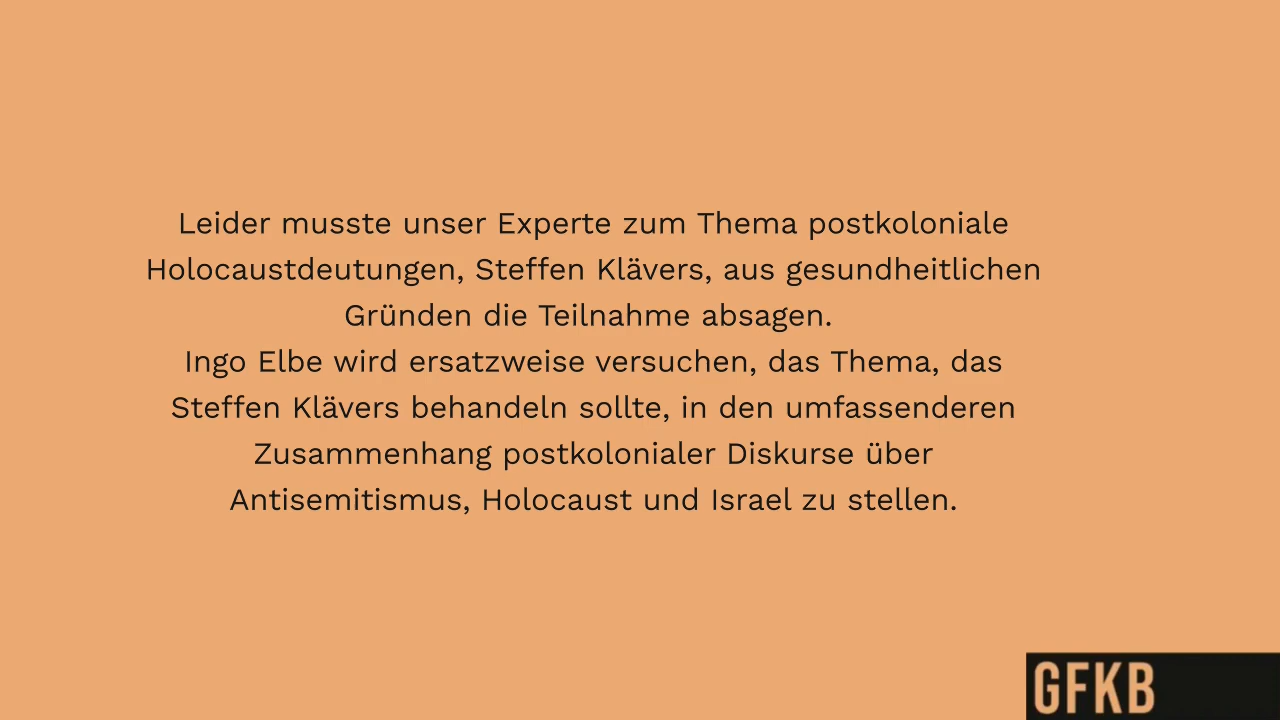 Leider musste unser Experte zum Thema postkoloniale
Holocaustdeutungen, Steffen Klävers, aus gesundheitlichen
Gründen die Teilnahme absagen.
Ingo Elbe wird ersatzweise versuchen, das Thema, das
Steffen Klävers behandeln sollte, in den umfassenderen
Zusammenhang postkolonialer Diskurse über
Antisemitismus, Holocaust und Israel zu stellen.
GFKB